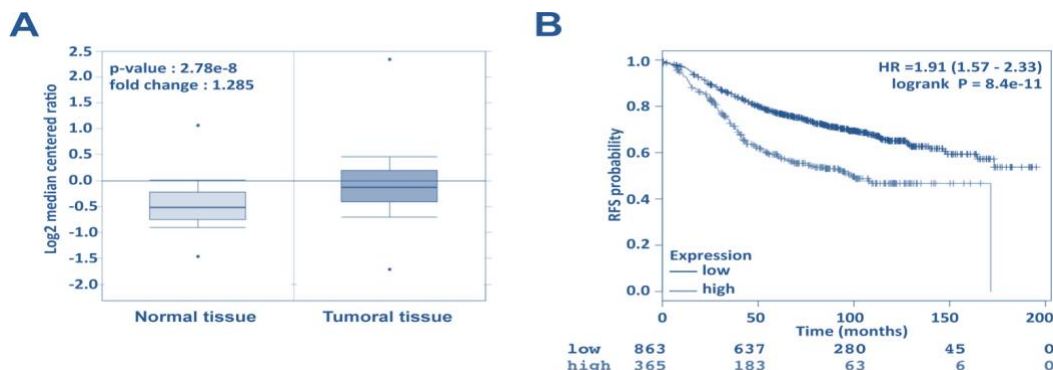 A
p-value : 2.78e-8
fold change : 1.285
Log2 median centered ratio
2.5
2.0
1.5
1.0
0.5
0.0
-0.5
-1.0
-1.5
-2.0
Normal tissue
Tumoral tissue
B
HR =1.91 (1.57 - 2.33)
logrank P = 8.4e-11
RFS probability
1.0
0.8
0.6
0.4
0.2
0.0
Expression
low
high
0 50 100 150 200
Time (months)
low 863 637 280 45 0
high 365 183 63 6 0